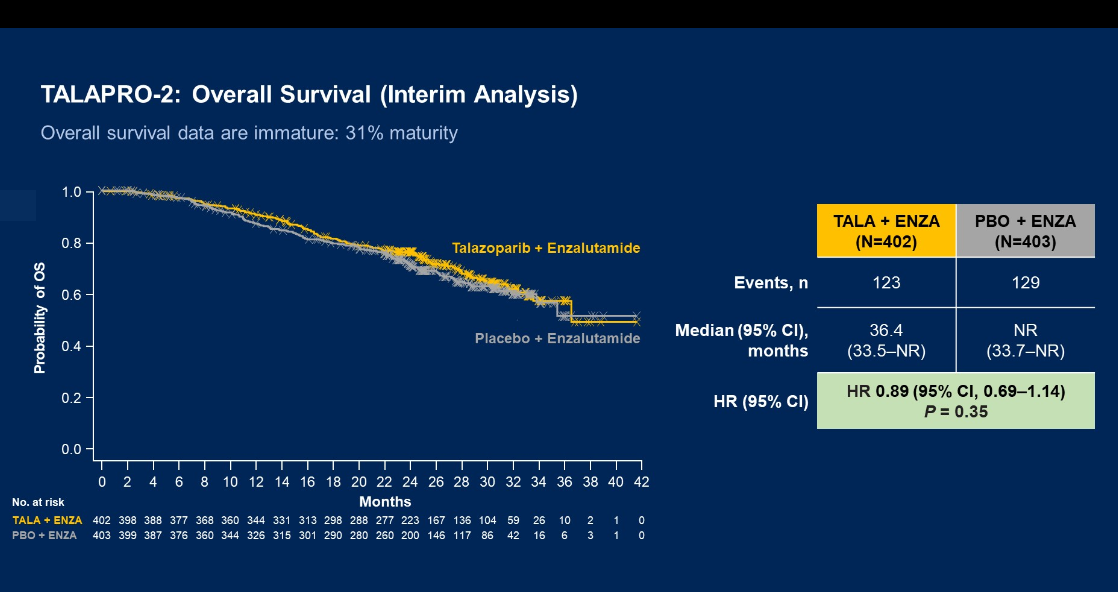 TALAPRO-2: Overall Survival (Interim Analysis)
Overall survival data are immature: 31% maturity
Probability of OS
1.0
0.8
0.6
0.4
0.2
0.0
Talazoparib + Enzalutamide
Placebo + Enzalutamide
0 2 4 6 8 10 12 14 16 18 20 22 24 26 28 30 32 34 36 38 40 42
Months
No. at risk
TALA + ENZA 402 398 388 377 368 360 344 331 313 298 288 277 223 167 136 104 59 26 10 2 1 0
PBO + ENZA 403 399 387 376 360 344 326 315 301 290 280 260 200 146 117 86 42 16 6 3 1 0
TALA + ENZA PBO + ENZA
(N=402) (N=403)
Events, n 123 129
Median (95% CI), 36.4 NR
months (33.5–NR) (33.7–NR)
HR (95% CI) HR 0.89 (95% CI, 0.69–1.14)
P = 0.35